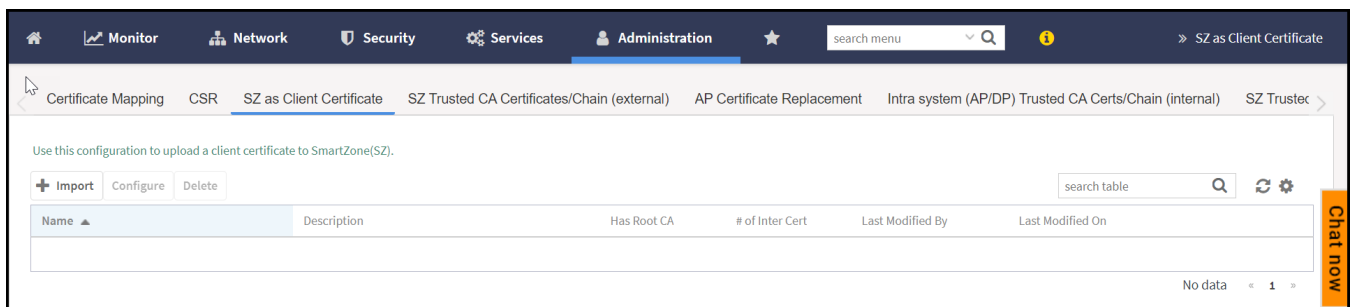 Monitor Network Security Services Administration search menu » SZ as Client Certificate
Certificate Mapping CSR SZ as Client Certificate SZ Trusted CA Certificates/Chain (external) AP Certificate Replacement Intra system (AP/DP) Trusted CA Certs/Chain (internal) SZ Trusted
Use this configuration to upload a client certificate to SmartZone(SZ).
Import Configure Delete search table
Name Description Has Root CA # of Inter Cert Last Modified By Last Modified On
No data « 1 »
Chat now